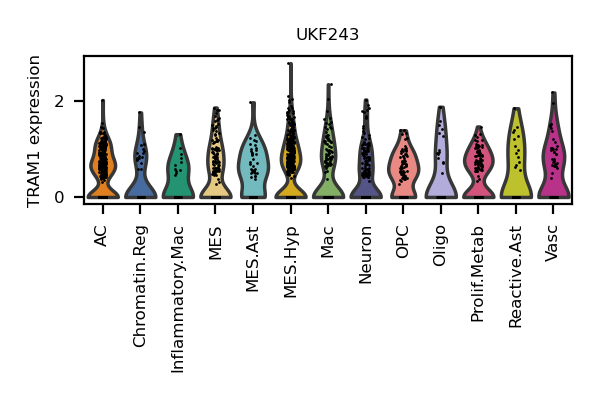 UKF243
TRAM1 expression
2
0
AC
Chromatin.Reg
Inflammatory.Mac
MES
MES.Ast
MES.Hyp
Mac
Neuron
OPC
Oligo
Prolif.Metab
Reactive.Ast
Vasc